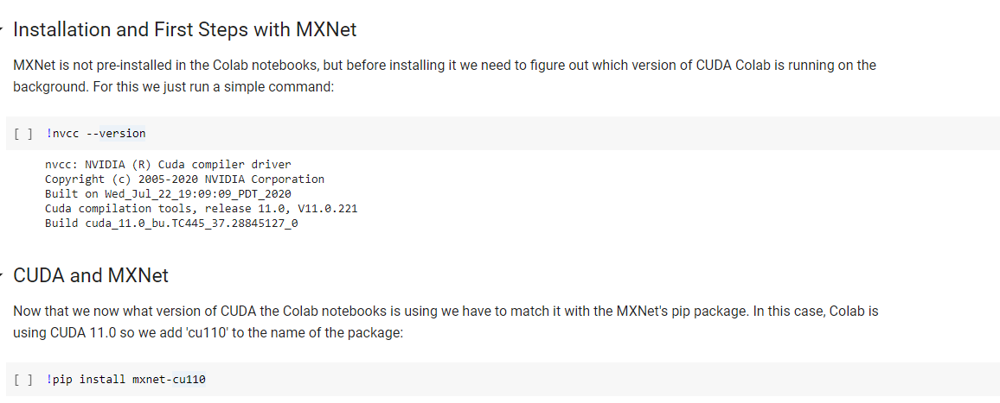 Installation and First Steps with MXNet
MXNet is not pre-installed in the Colab notebooks, but before installing it we need to figure out which version of CUDA Colab is running on the
background. For this we just run a simple command:
[ ] !nvcc --version
nvcc: NVIDIA (R) Cuda compiler driver
Copyright (c) 2005-2020 NVIDIA Corporation
Built on Wed_Jul_22_19:09:09_PDT_2020
Cuda compilation tools, release 11.0, V11.0.221
Build cuda_11.0_bu.TC445_37.28845127_0
CUDA and MXNet
Now that we now what version of CUDA the Colab notebooks is using we have to match it with the MXNet's pip package. In this case, Colab is
using CUDA 11.0 so we add 'cu110' to the name of the package:
[ ] !pip install mxnet-cu110